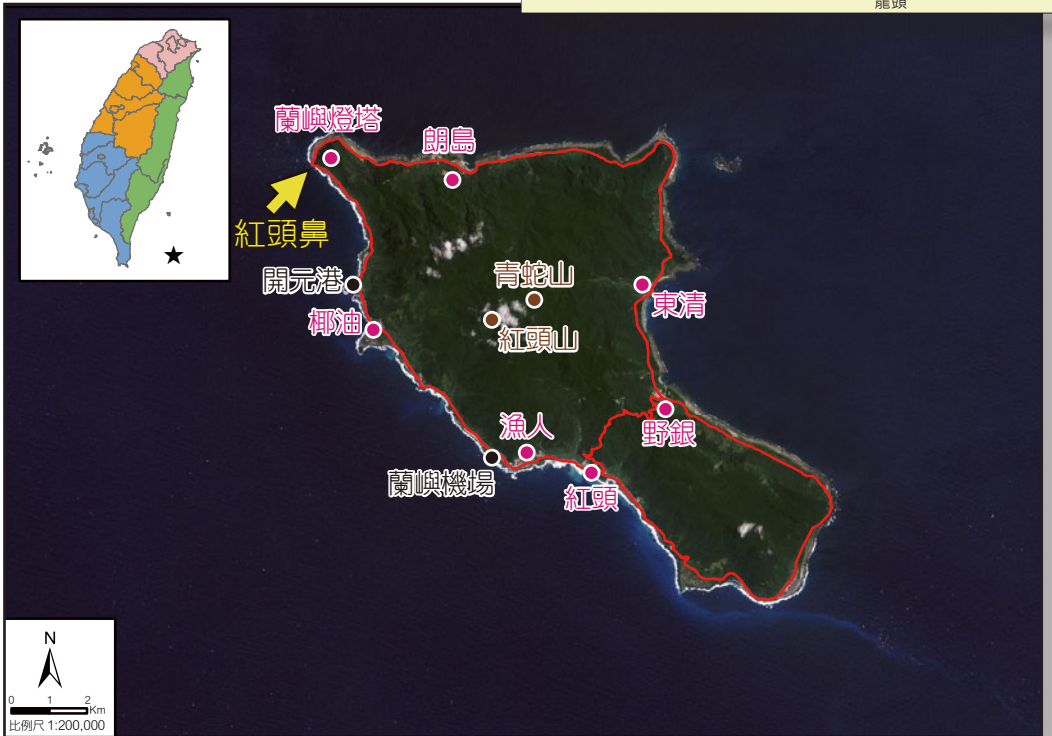 龍頭
蘭嶼燈塔
朗島
紅頭鼻
開元港
青蛇山
東清
椰油
紅頭山
漁人
野銀
蘭嶼機場
紅頭
N
0 1 2
Km
比例尺 1:200,000